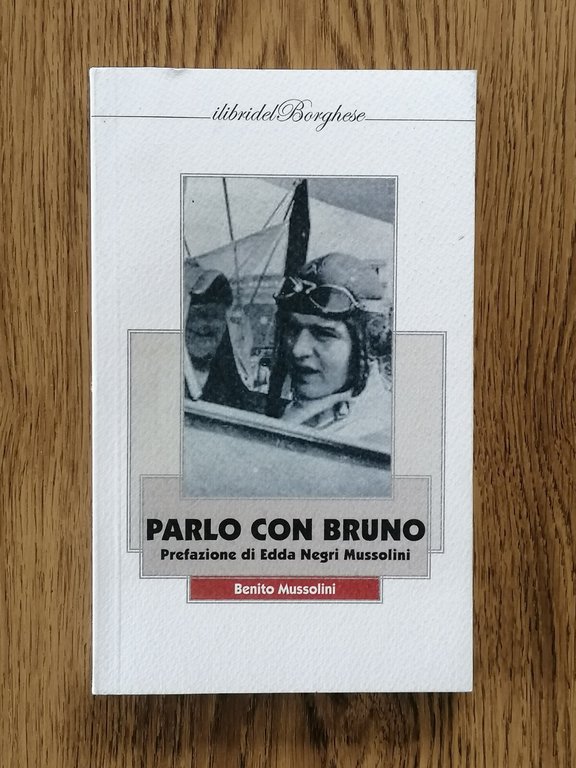 ilibridelBorghese
PARLO CON BRUNO
Prefazione di Edda Negri Mussolini
Benito Mussolini